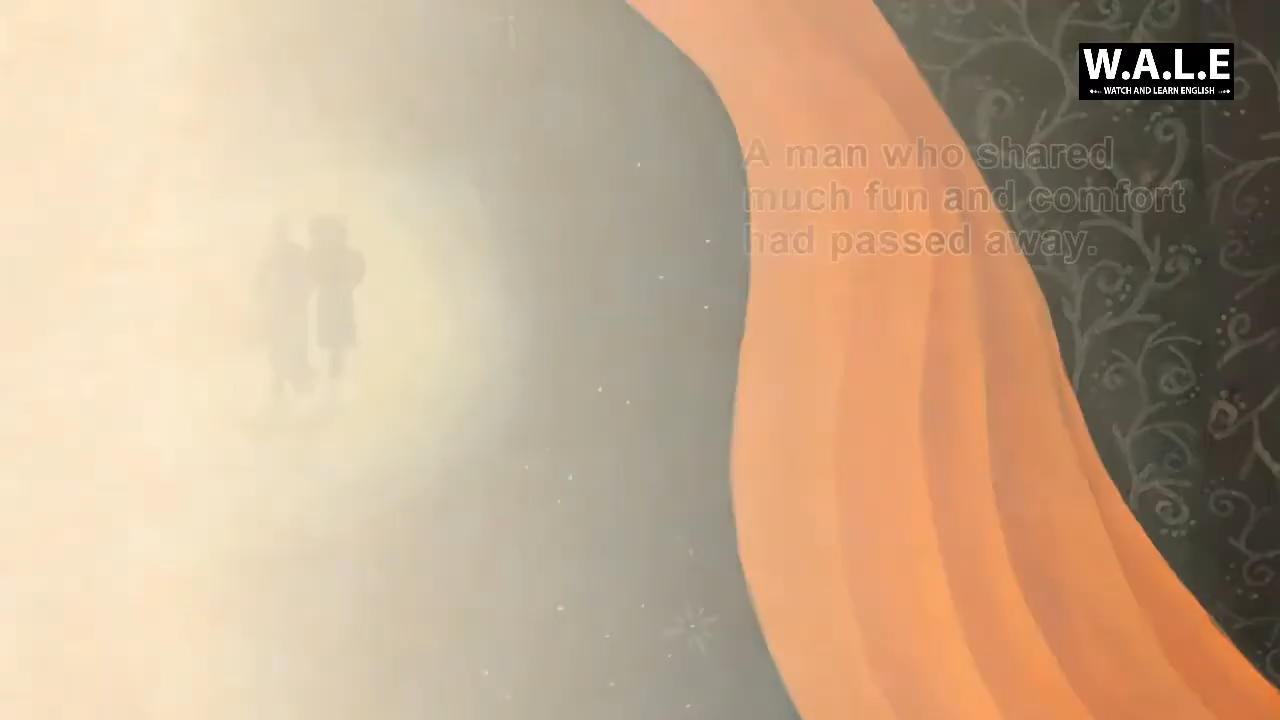 W.A.L.E
WATCH AND LEARN ENGLISH
A man who shared
much fun and comfort
had passed away.